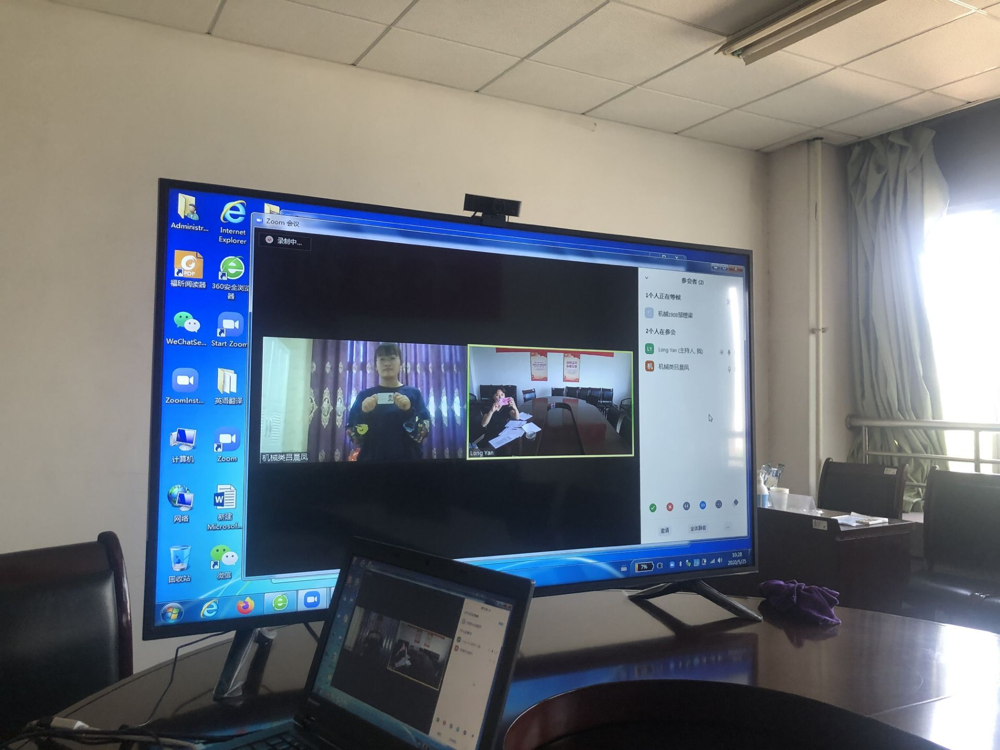 Administr...
Internet
Explorer
PDF
福昕阅读器
360安全浏览
器
WeChatSe...
Start Zoom
ZoomInst...
英语翻译
计算机
Zoom
网络
W
新建
Microsof...
回收站
微信
Zoom 会议
录制中...
机械类吕晨凤
Long Yan
参会者 (2)
1个人正在等候
机械1908邹煜梁
2个人在参会
LY
Long Yan (主持人, 我)
机
机械类吕晨凤
邀请
全体静音
...
7%
10:28
2020/5/25